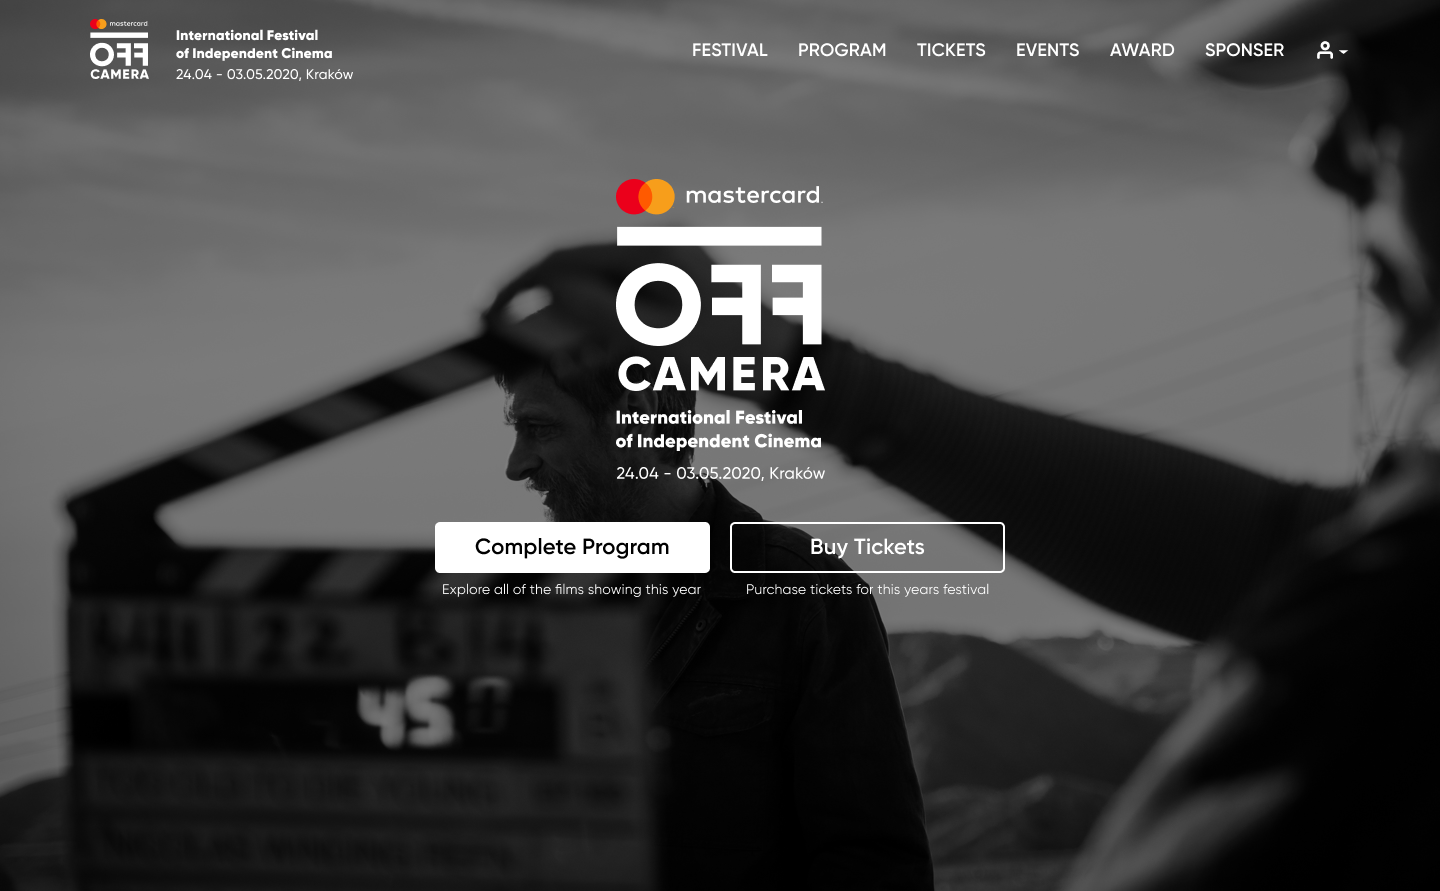 mastercard
OFF
CAMERA
International Festival
of Independent Cinema
24.04 - 03.05.2020, Kraków
FESTIVAL PROGRAM TICKETS EVENTS AWARD SPONSER
mastercard.
OFF
CAMERA
International Festival
of Independent Cinema
24.04 - 03.05.2020, Kraków
Complete Program Buy Tickets
Explore all of the films showing this year Purchase tickets for this years festival